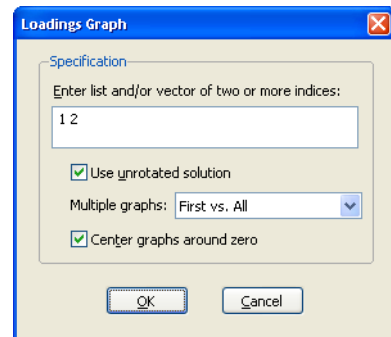 Loadings Graph
Specification
Enter list and/or vector of two or more indices:
1 2
Use unrotated solution
Multiple graphs: First vs. All
Center graphs around zero
OK Cancel